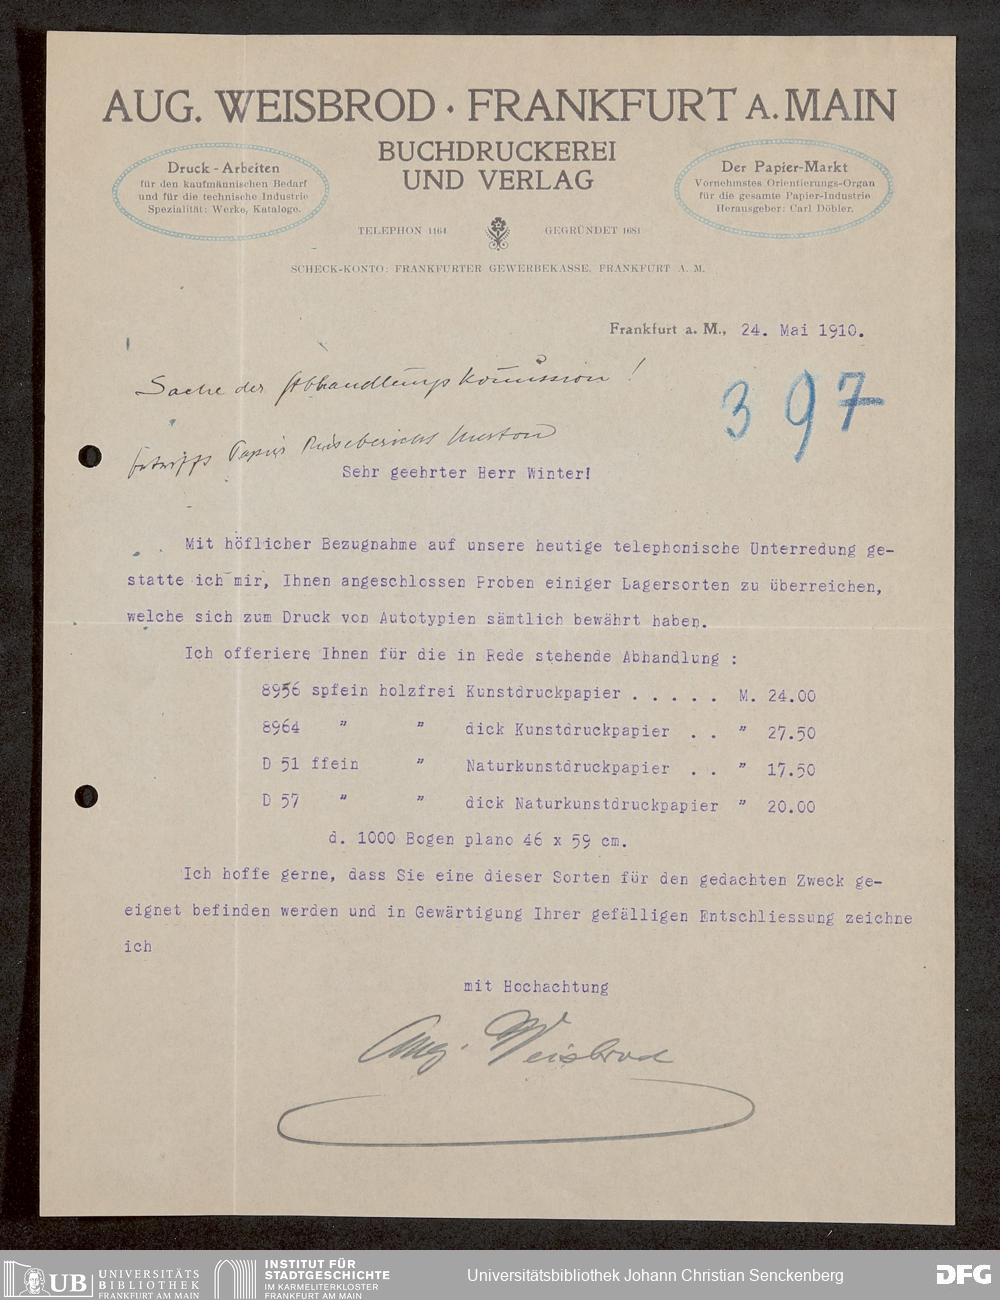 AUG. WEISBROD · FRANKFURT A. MAIN
BUCHDRUCKEREI
UND VERLAG
Druck-Arbeiten
für den kaufmännischen Bedarf
und für die technische Industrie
Spezialität: Werke, Kataloge.
Der Papier-Markt
Vornehmstes Orientierungs-Organ
für die gesamte Papier-Industrie
Herausgeber: Carl Döbler.
TELEPHON 1164
GEGRÜNDET 1681
SCHECK-KONTO: FRANKFURTER GEWERBEKASSE, FRANKFURT A. M.
Frankfurt a. M., 24. Mai 1910.
Sache der Abhandlungskommission!
397
betrifft Papier Reisebericht Merton
Sehr geehrter Herr Winter!
Mit höflicher Bezugnahme auf unsere heutige telephonische Unterredung ge-
statte ich mir, Ihnen angeschlossen Proben einiger Lagersorten zu überreichen,
welche sich zum Druck von Autotypien sämtlich bewährt haben.
Ich offeriere Ihnen für die in Rede stehende Abhandlung :
8956 spfein holzfrei Kunstdruckpapier . . . . . M. 24.00
8964 " " dick Kunstdruckpapier . . " 27.50
D 51 ffein " Naturkunstdruckpapier . . " 17.50
D 57 " " dick Naturkunstdruckpapier " 20.00
d. 1000 Bogen plano 46 x 59 cm.
Ich hoffe gerne, dass Sie eine dieser Sorten für den gedachten Zweck ge-
eignet befinden werden und in Gewärtigung Ihrer gefälligen Entschliessung zeichne
ich
mit Hochachtung
Aug. Weisbrod
UB UNIVERSITÄTS
BIBLIOTHEK
FRANKFURT AM MAIN
INSTITUT FÜR
STADTGESCHICHTE
IM KARMELITERKLOSTER
FRANKFURT AM MAIN
Universitätsbibliothek Johann Christian Senckenberg
DFG